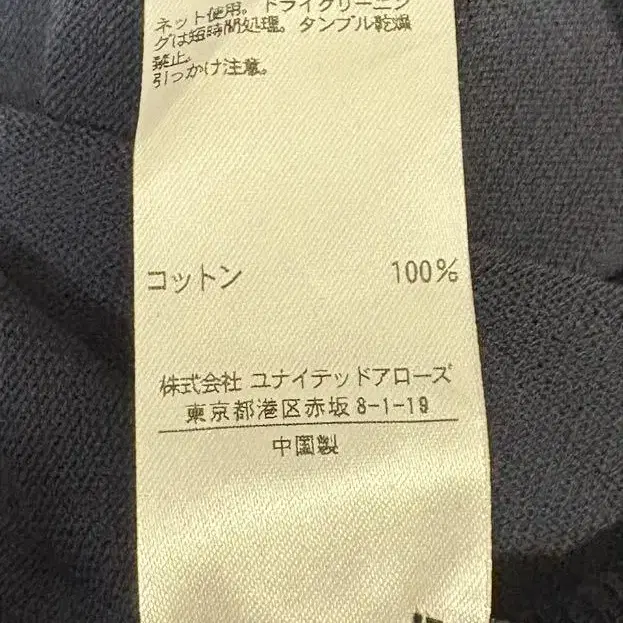 ネット使用。ドライクリーニン
グは短時間処理。タンブル乾燥
禁止。
引っかけ注意。
コットン 100%
株式会社 ユナイテッドアローズ
東京都港区赤坂8-1-19
中国製